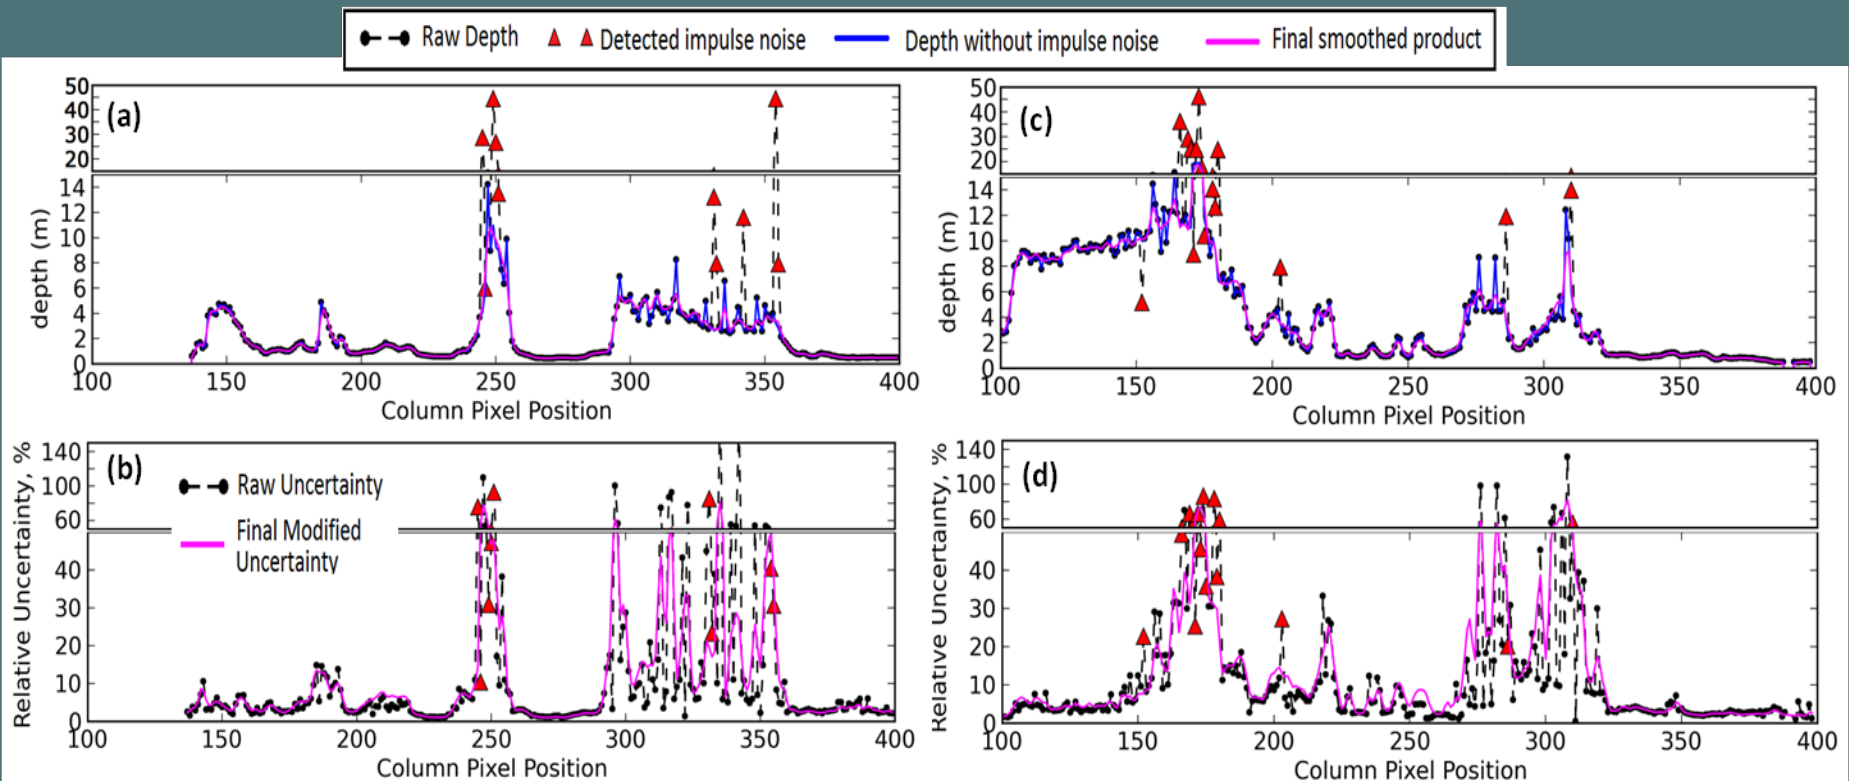 Raw Depth Detected impulse noise Depth without impulse noise Final smoothed product
(a)
50
40
30
20
14
12
10
8
6
4
2
0
depth (m)
100 150 200 250 300 350 400
Column Pixel Position
(c)
50
40
30
20
14
12
10
8
6
4
2
0
depth (m)
100 150 200 250 300 350 400
Column Pixel Position
(b)
Raw Uncertainty
Final Modified
Uncertainty
140
100
60
40
30
20
10
0
Relative Uncertainty, %
100 150 200 250 300 350 400
Column Pixel Position
(d)
140
100
60
40
30
20
10
0
Relative Uncertainty, %
100 150 200 250 300 350 400
Column Pixel Position